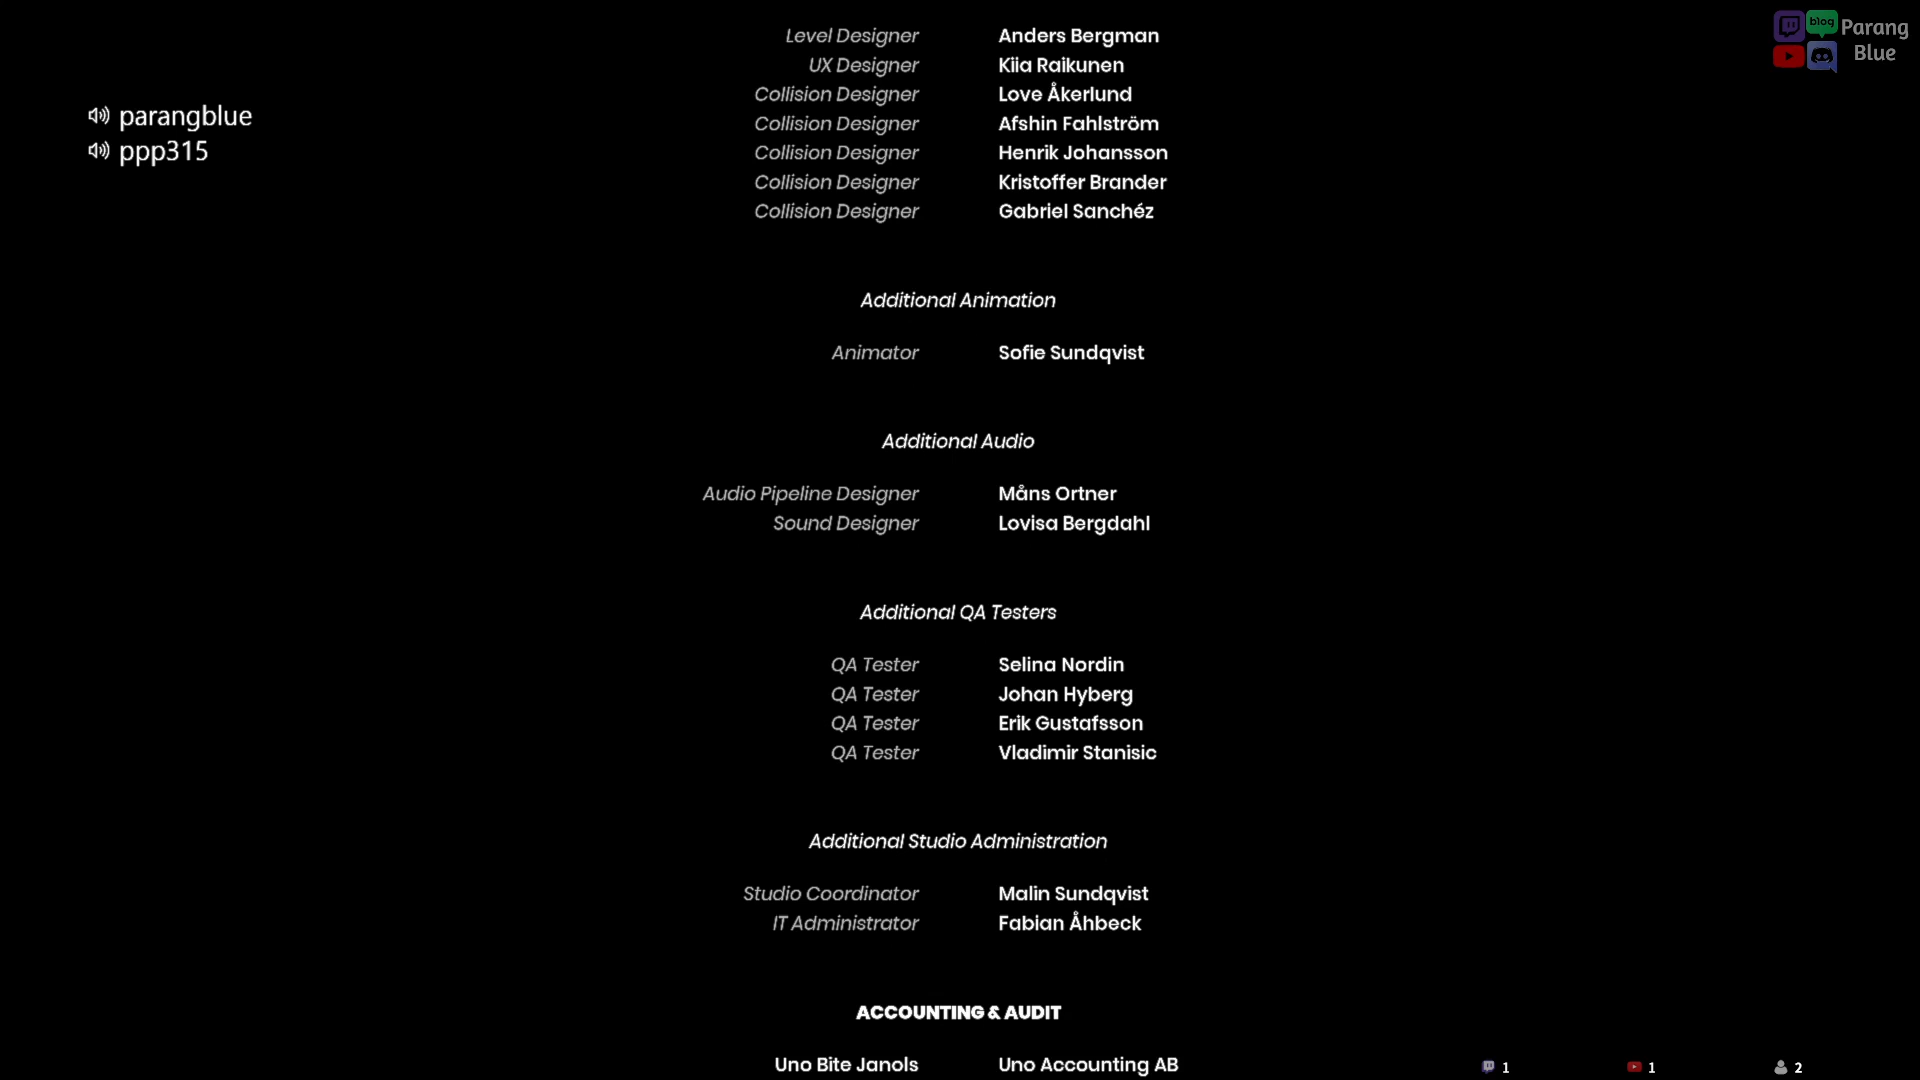 Level Designer Anders Bergman
UX Designer Kiia Raikunen
Collision Designer Love Åkerlund
Collision Designer Afshin Fahlström
Collision Designer Henrik Johansson
Collision Designer Kristoffer Brander
Collision Designer Gabriel Sanchéz
blog Parang
Blue
parangblue
ppp315
Additional Animation
Animator Sofie Sundqvist
Additional Audio
Audio Pipeline Designer Måns Ortner
Sound Designer Lovisa Bergdahl
Additional QA Testers
QA Tester Selina Nordin
QA Tester Johan Hyberg
QA Tester Erik Gustafsson
QA Tester Vladimir Stanisic
Additional Studio Administration
Studio Coordinator Malin Sundqvist
IT Administrator Fabian Åhbeck
ACCOUNTING & AUDIT
Uno Bite Janols Uno Accounting AB
1 1 2